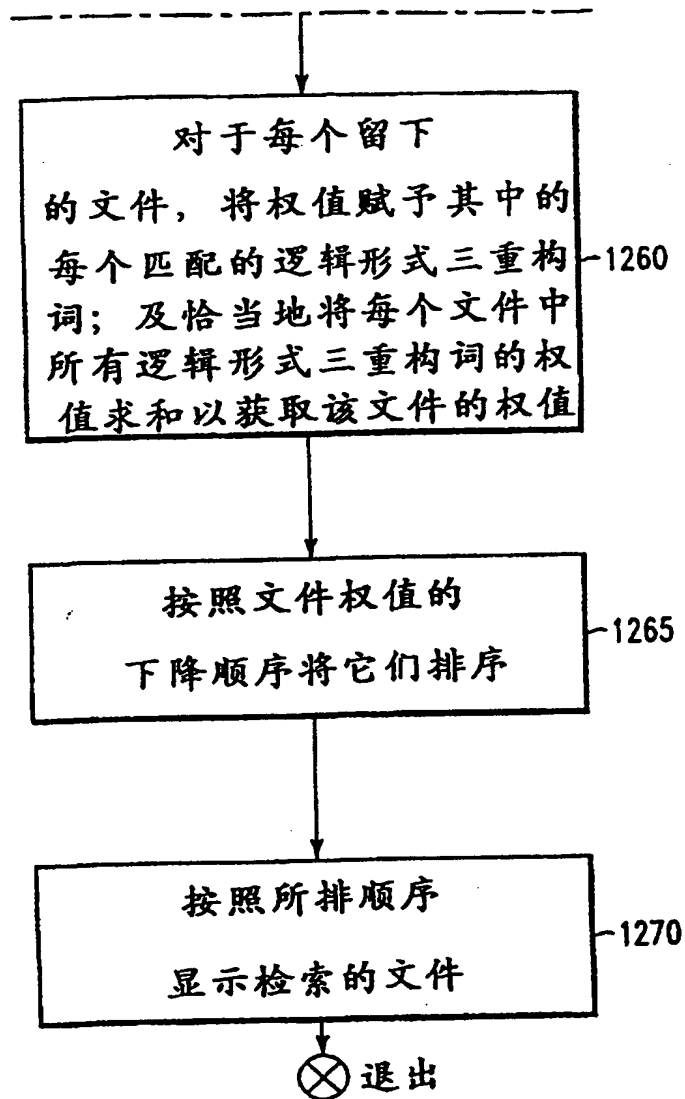 对于每个留下
的文件，将权值赋予其中的
每个匹配的逻辑形式三重构
词；及恰当地将每个文件中
所有逻辑形式三重构词的权
值求和以获取该文件的权值
1260
按照文件权值的
下降顺序将它们排序
1265
按照所排顺序
显示检索的文件
1270
退出